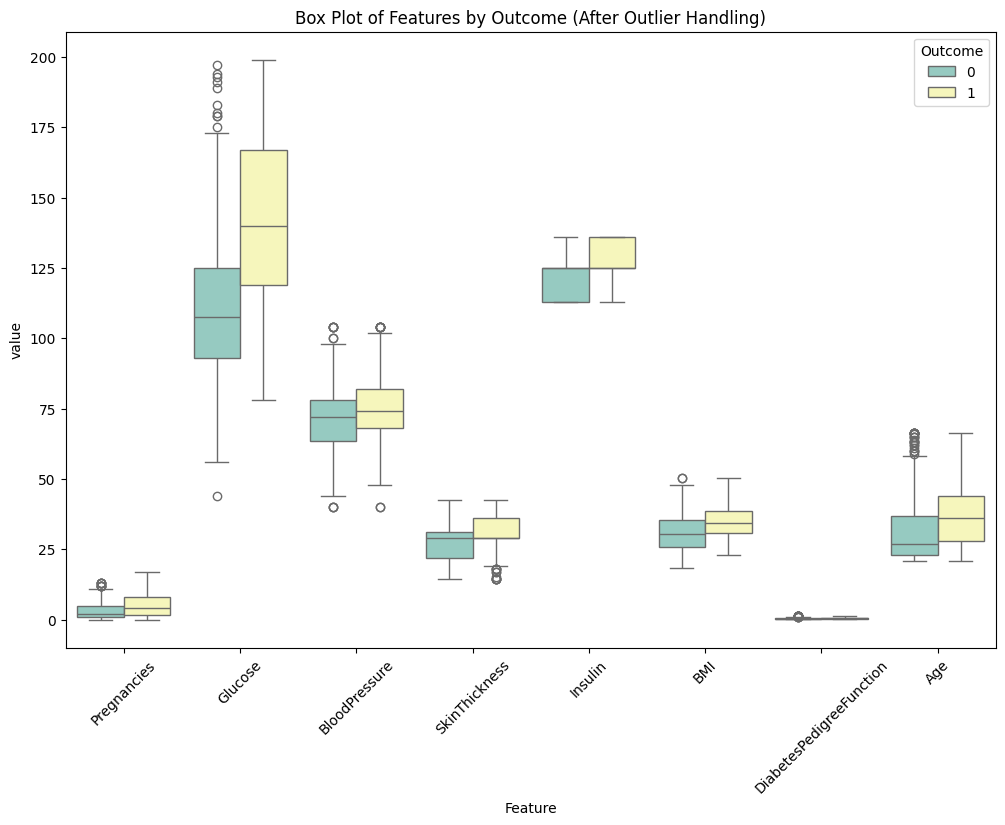 Box Plot of Features by Outcome (After Outlier Handling)
Outcome
0
1
value
200
175
150
125
100
75
50
25
0
Pregnancies
Glucose
BloodPressure
SkinThickness
Insulin
BMI
DiabetesPedigreeFunction
Age
Feature